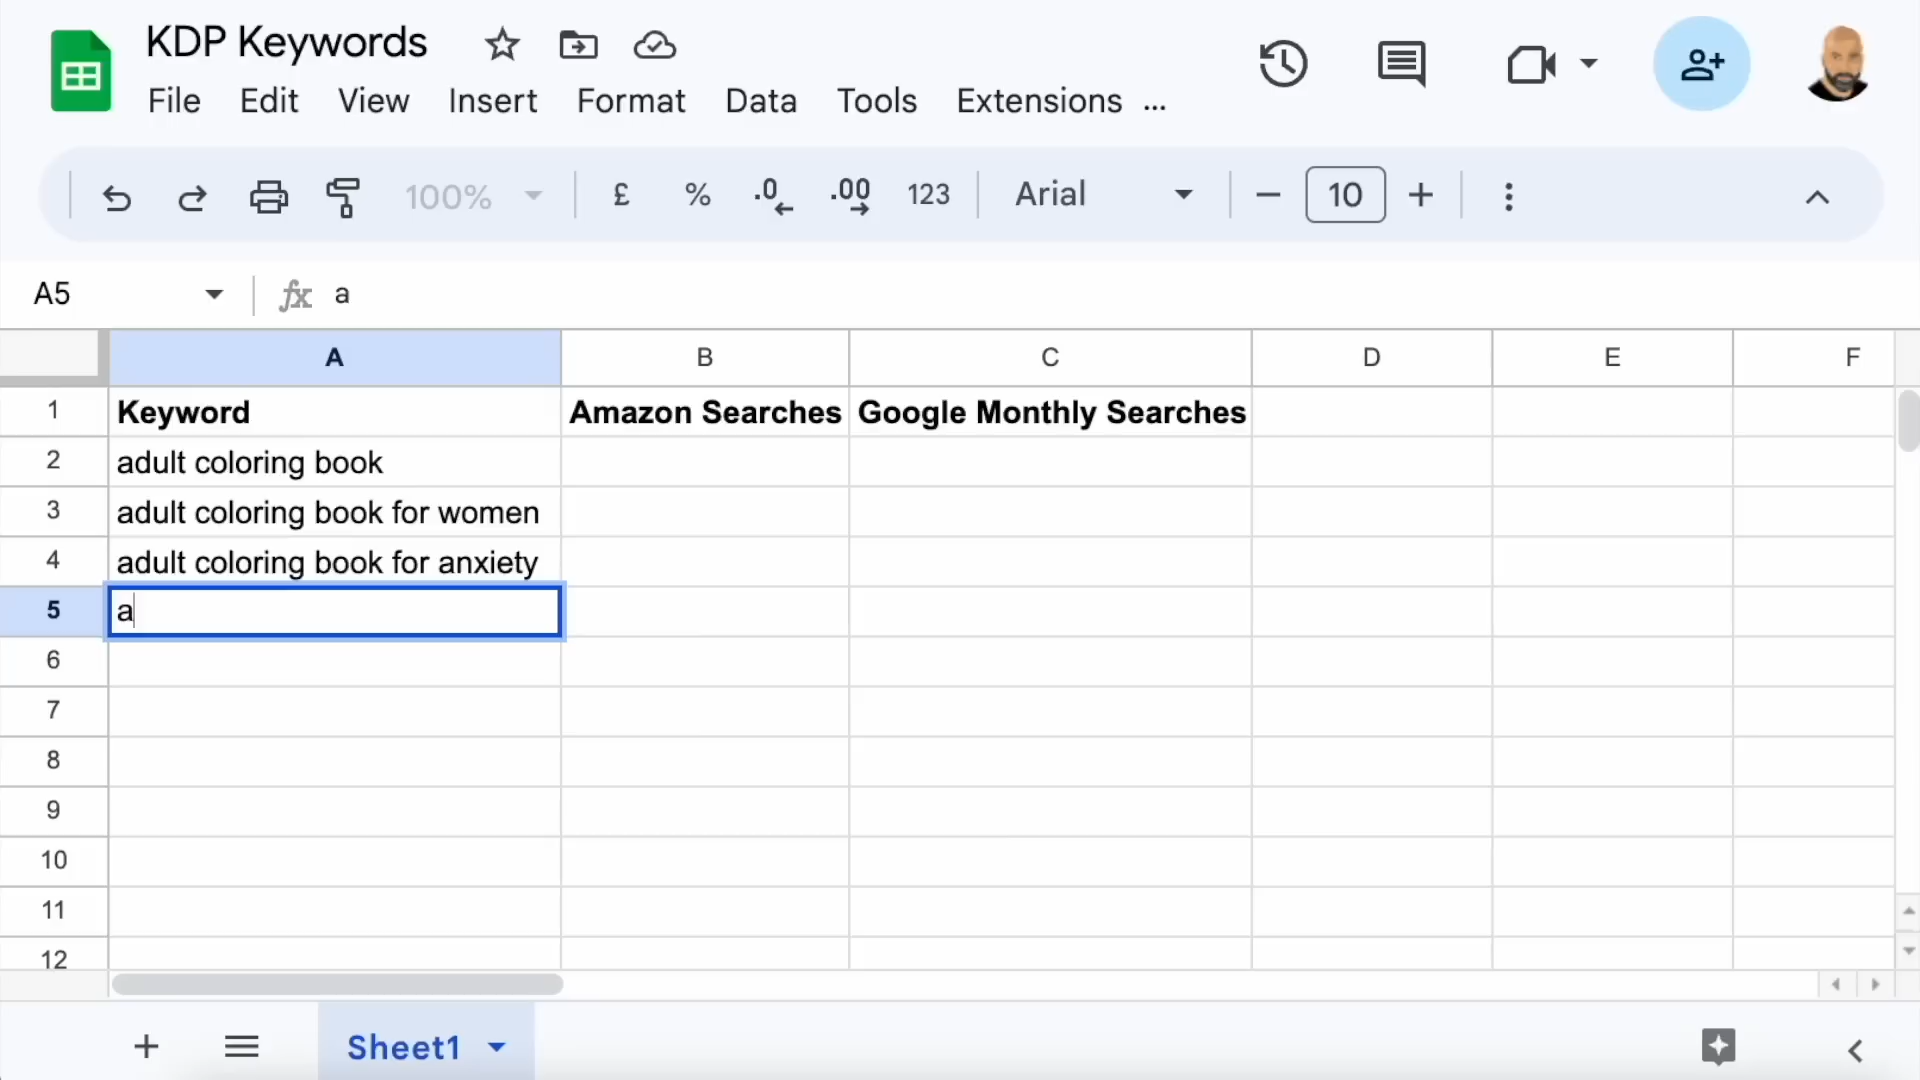 KDP Keywords
File Edit View Insert Format Data Tools Extensions ...
100% £ % .0 .00 123 Arial 10
A5 fx a
A B C D E F
1 Keyword Amazon Searches Google Monthly Searches
2 adult coloring book
3 adult coloring book for women
4 adult coloring book for anxiety
5 a
6
7
8
9
10
11
12
Sheet1